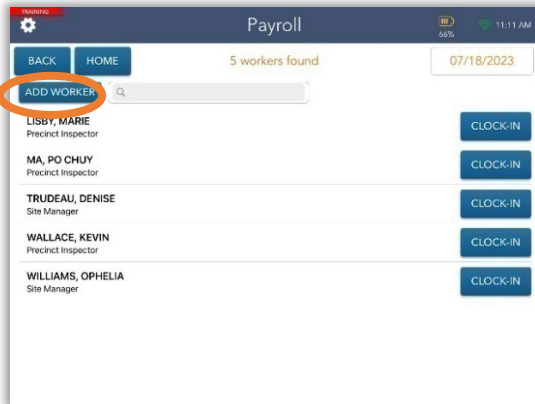 TRAINING
Payroll
66%
11:11 AM
BACK HOME 5 workers found 07/18/2023
ADD WORKER
LISBY, MARIE
Precinct Inspector
CLOCK-IN
MA, PO CHUY
Precinct Inspector
CLOCK-IN
TRUDEAU, DENISE
Site Manager
CLOCK-IN
WALLACE, KEVIN
Precinct Inspector
CLOCK-IN
WILLIAMS, OPHELIA
Site Manager
CLOCK-IN